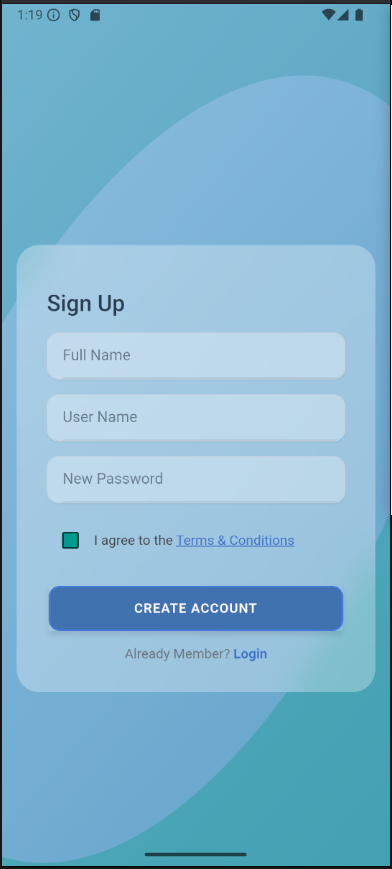 1:19
Sign Up
Full Name
User Name
New Password
I agree to the Terms & Conditions
CREATE ACCOUNT
Already Member? Login